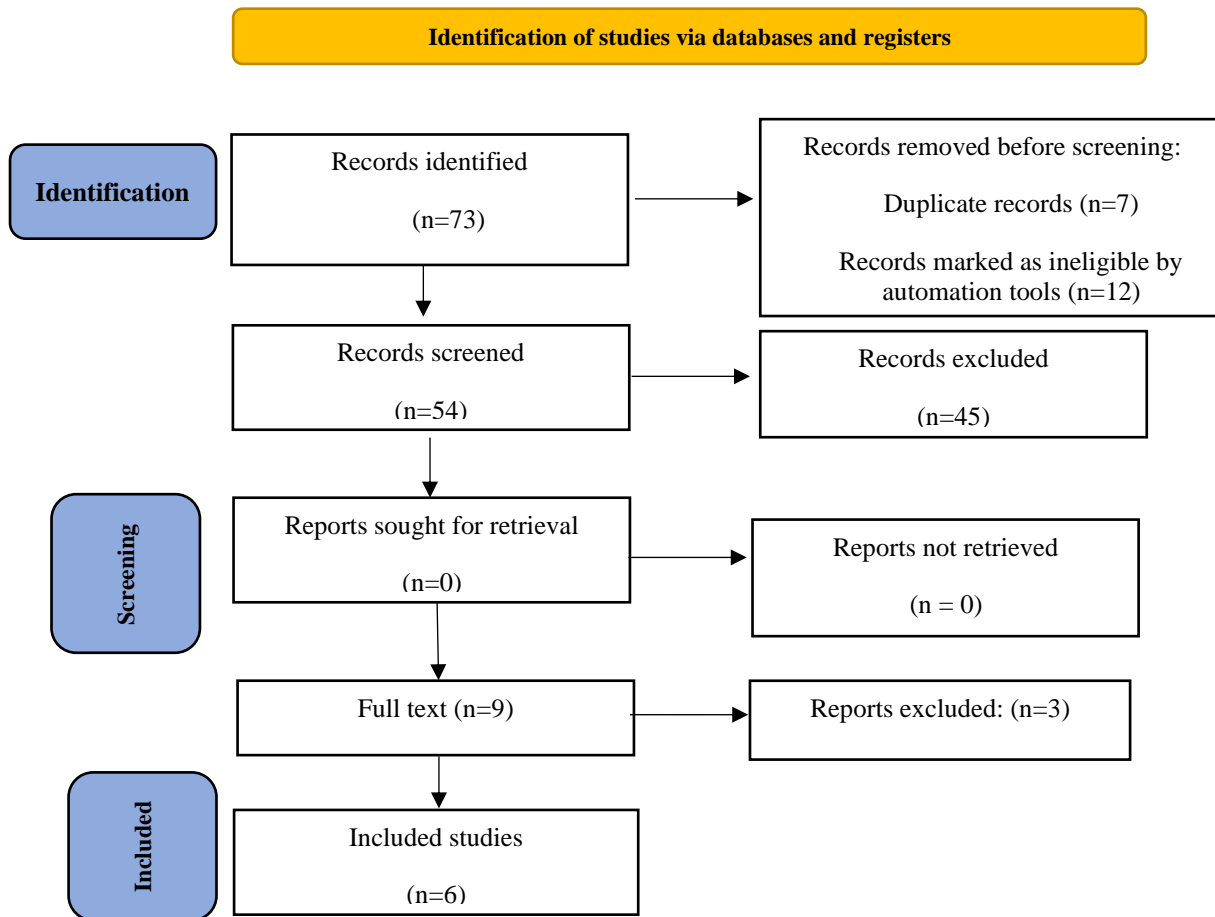 Identification of studies via databases and registers
Identification
Records identified
(n=73)
Records removed before screening:
Duplicate records (n=7)
Records marked as ineligible by
automation tools (n=12)
Records screened
(n=54)
Records excluded
(n=45)
Screening
Reports sought for retrieval
(n=0)
Reports not retrieved
(n = 0)
Full text (n=9)
Reports excluded: (n=3)
Included
Included studies
(n=6)